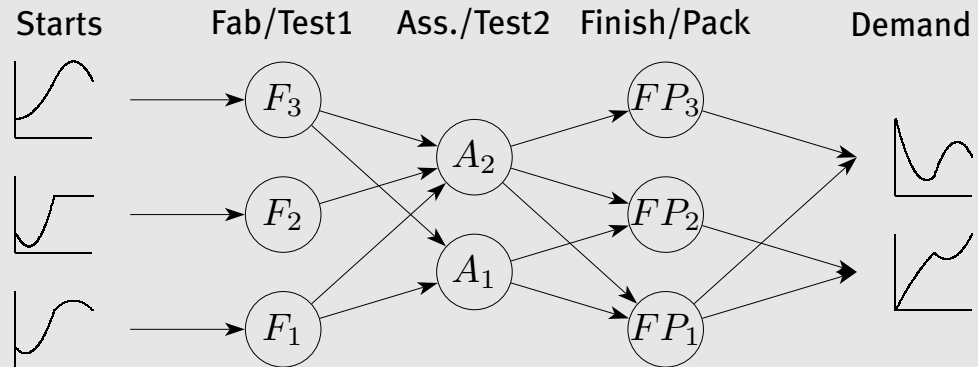 Starts Fab/Test1 Ass./Test2 Finish/Pack Demand
F₃ FP₃
A₂
F₂ FP₂
A₁
F₁ FP₁